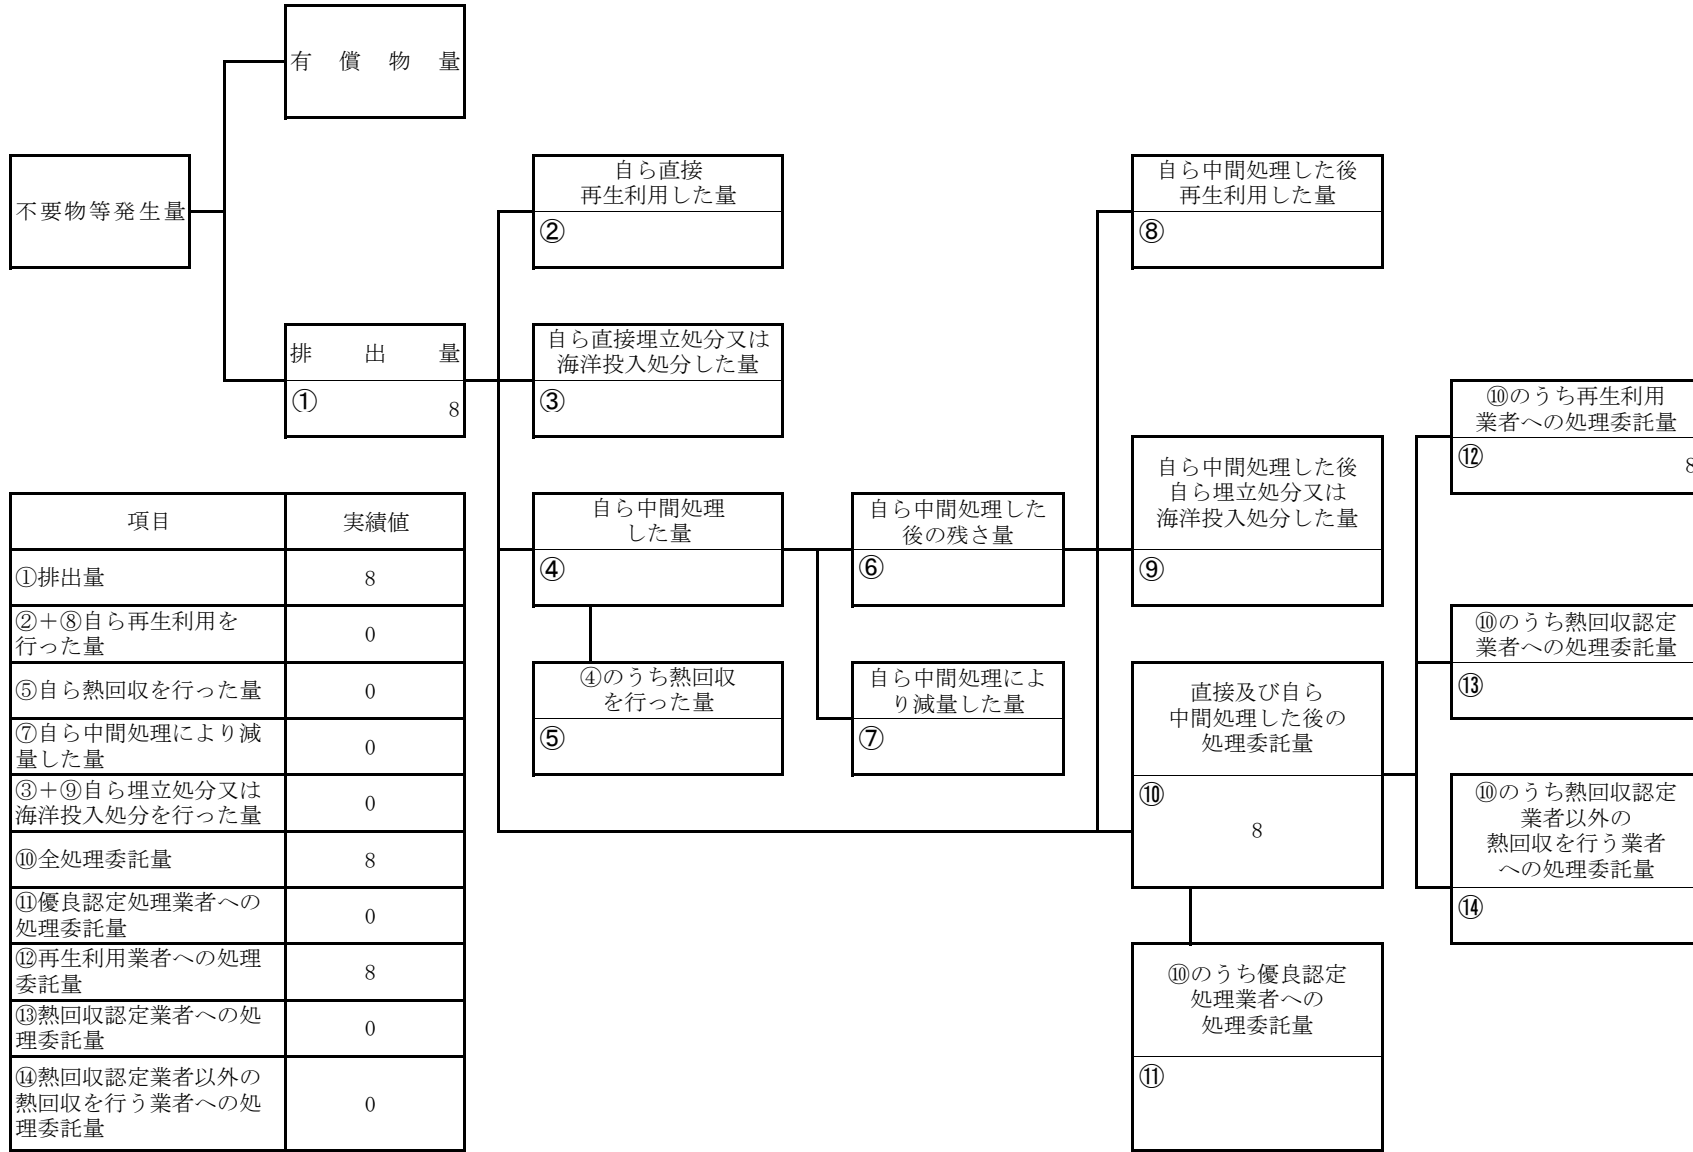 有償物量
不要物等発生量
自ら直接
再生利用した量
②
自ら中間処理した後
再生利用した量
⑧
排出量
① 8
自ら直接埋立処分又は
海洋投入処分した量
③
⑩のうち再生利用
業者への処理委託量
⑫ 8
自ら中間処理
した量
④
自ら中間処理した
後の残さ量
⑥
自ら中間処理した後
自ら埋立処分又は
海洋投入処分した量
⑨
④のうち熱回収
を行った量
⑤
自ら中間処理によ
り減量した量
⑦
直接及び自ら
中間処理した後の
処理委託量
⑩
8
⑩のうち熱回収認定
業者への処理委託量
⑬
⑩のうち熱回収認定
業者以外の
熱回収を行う業者
への処理委託量
⑭
⑩のうち優良認定
処理業者への
処理委託量
⑪
項目 実績値
①排出量 8
②＋⑧自ら再生利用を
行った量 0
⑤自ら熱回収を行った量 0
⑦自ら中間処理により減
量した量 0
③＋⑨自ら埋立処分又は
海洋投入処分を行った量 0
⑩全処理委託量 8
⑪優良認定処理業者への
処理委託量 0
⑫再生利用業者への処理
委託量 8
⑬熱回収認定業者への処
理委託量 0
⑭熱回収認定業者以外の
熱回収を行う業者への処
理委託量 0